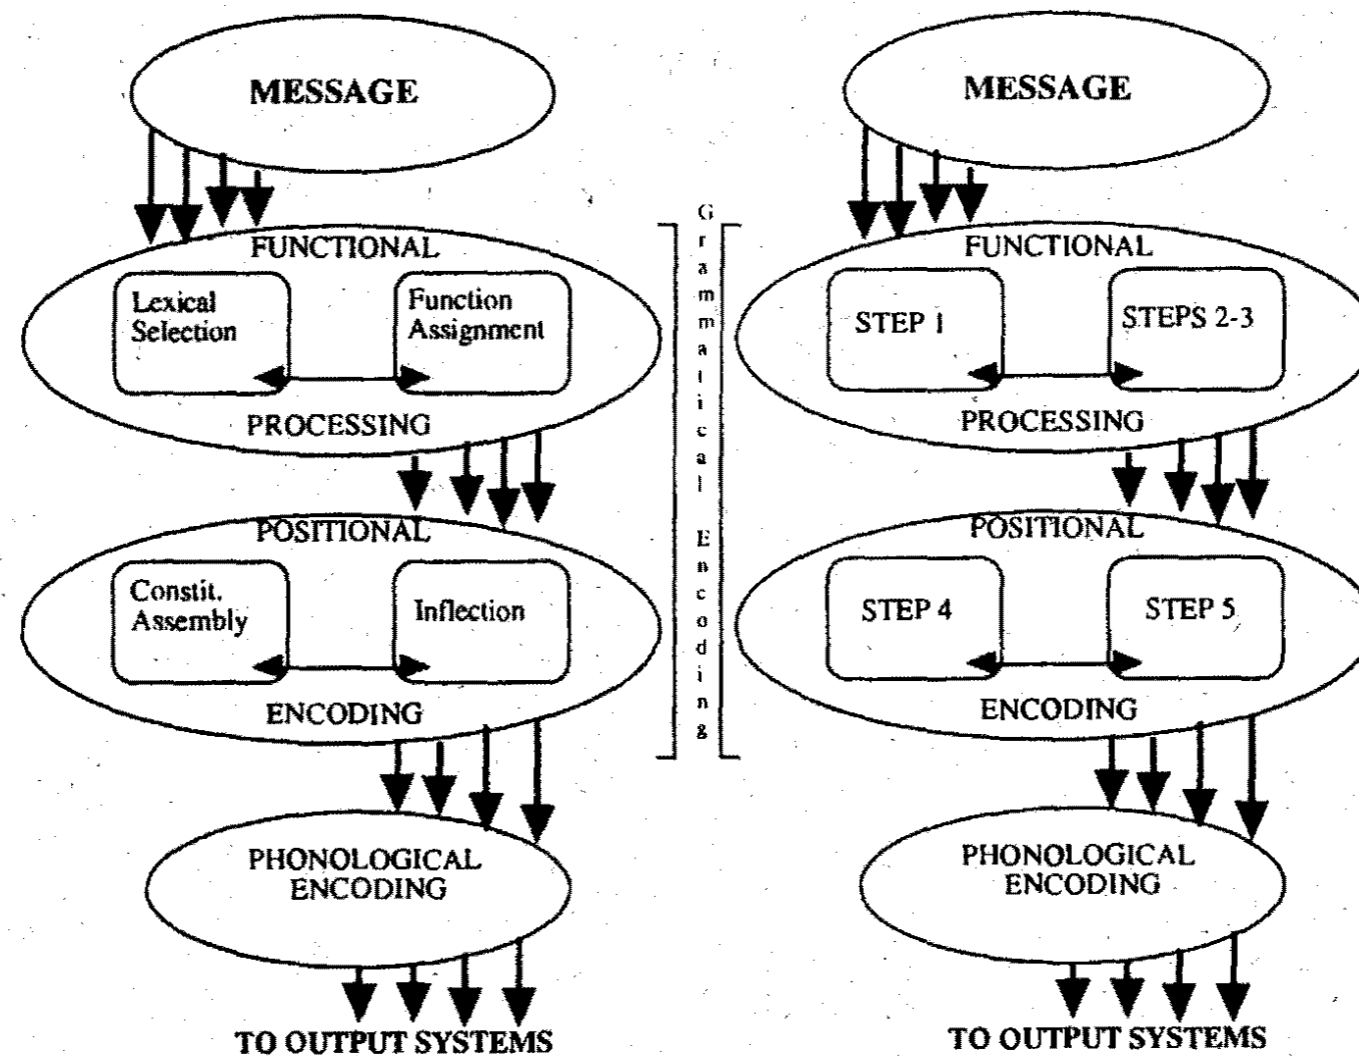 MESSAGE
FUNCTIONAL
Lexical
Selection
Function
Assignment
PROCESSING
POSITIONAL
Constit.
Assembly
Inflection
ENCODING
PHONOLOGICAL
ENCODING
TO OUTPUT SYSTEMS
Grammatical Encoding
MESSAGE
FUNCTIONAL
STEP 1
STEPS 2-3
PROCESSING
POSITIONAL
STEP 4
STEP 5
ENCODING
PHONOLOGICAL
ENCODING
TO OUTPUT SYSTEMS